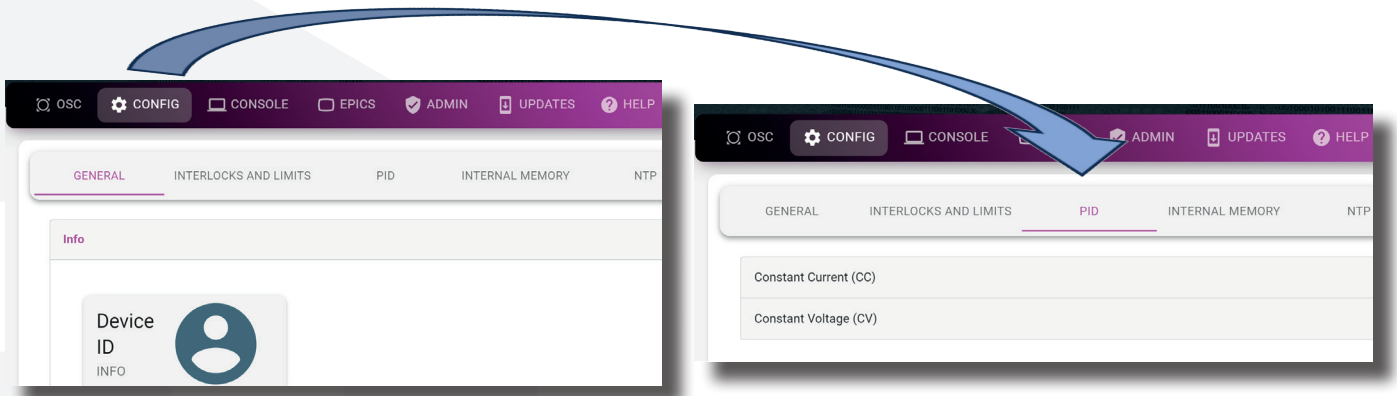 OSC CONFIG CONSOLE EPICS ADMIN UPDATES HELP
GENERAL INTERLOCKS AND LIMITS PID INTERNAL MEMORY NTP
Info
Device
ID
INFO
OSC CONFIG CONSOLE ADMIN UPDATES HELP
GENERAL INTERLOCKS AND LIMITS PID INTERNAL MEMORY NTP
Constant Current (CC)
Constant Voltage (CV)